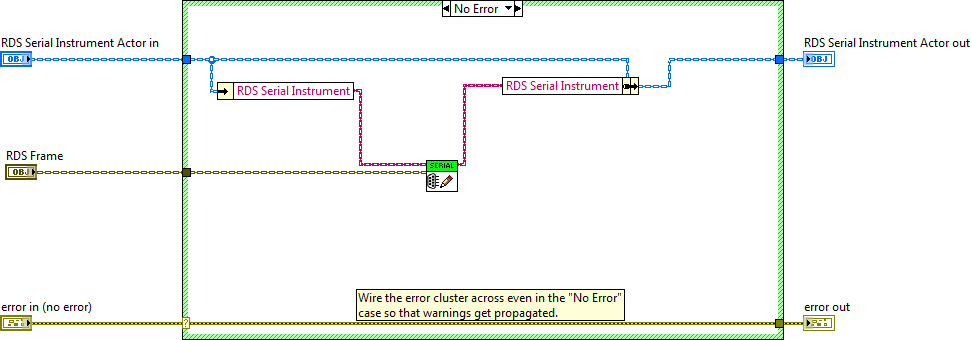 No Error
RDS Serial Instrument Actor in
RDS Serial Instrument Actor out
OBJ
OBJ
RDS Serial Instrument
RDS Serial Instrument
RDS Frame
OBJ
SERIAL
Wire the error cluster across even in the "No Error"
case so that warnings get propagated.
error in (no error)
error out
?